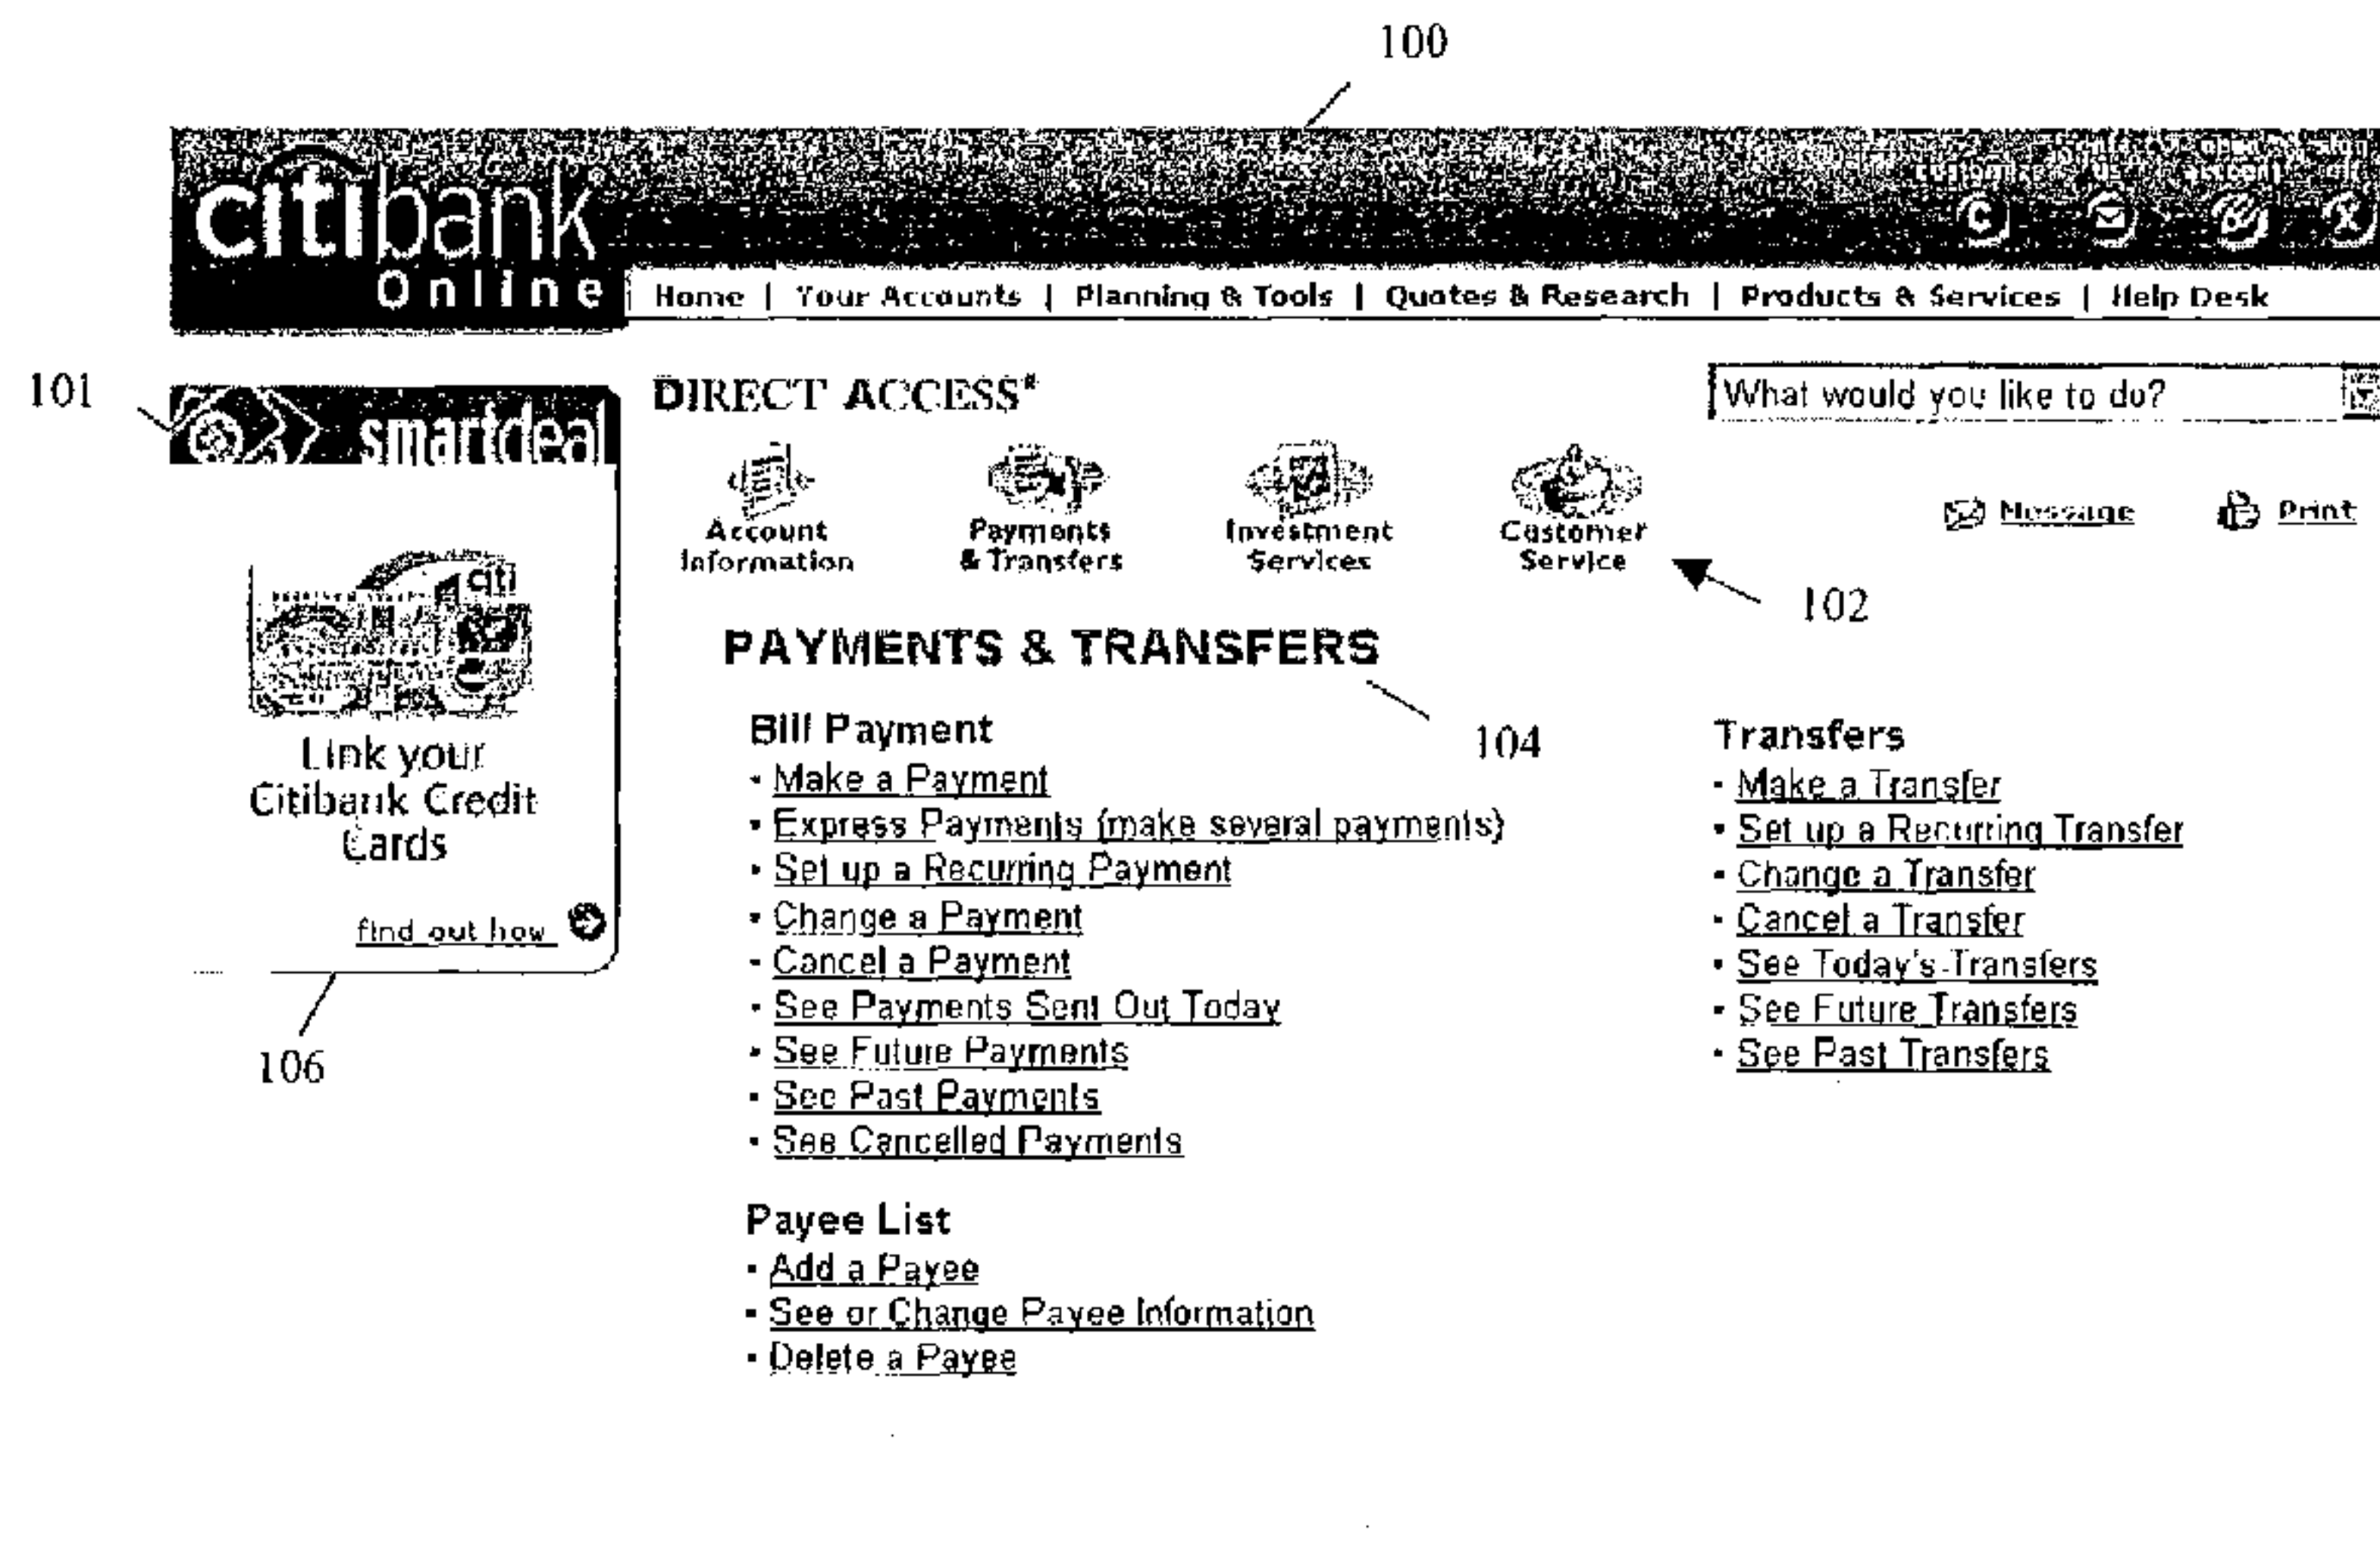 100
citibank®
Online
Home | Your Accounts | Planning & Tools | Quotes & Research | Products & Services | Help Desk
101
smartdeal
DIRECT ACCESS®
What would you like to do?
Account Information
Payments & Transfers
Investment Services
Customer Service
Message
Print
102
citi
Link your
Citibank Credit
Cards
find out how
106
PAYMENTS & TRANSFERS
104
Bill Payment
- Make a Payment
- Express Payments (make several payments)
- Set up a Recurring Payment
- Change a Payment
- Cancel a Payment
- See Payments Sent Out Today
- See Future Payments
- See Past Payments
- See Cancelled Payments
Transfers
- Make a Transfer
- Set up a Recurring Transfer
- Change a Transfer
- Cancel a Transfer
- See Today's Transfers
- See Future Transfers
- See Past Transfers
Payee List
- Add a Payee
- See or Change Payee Information
- Delete a Payee